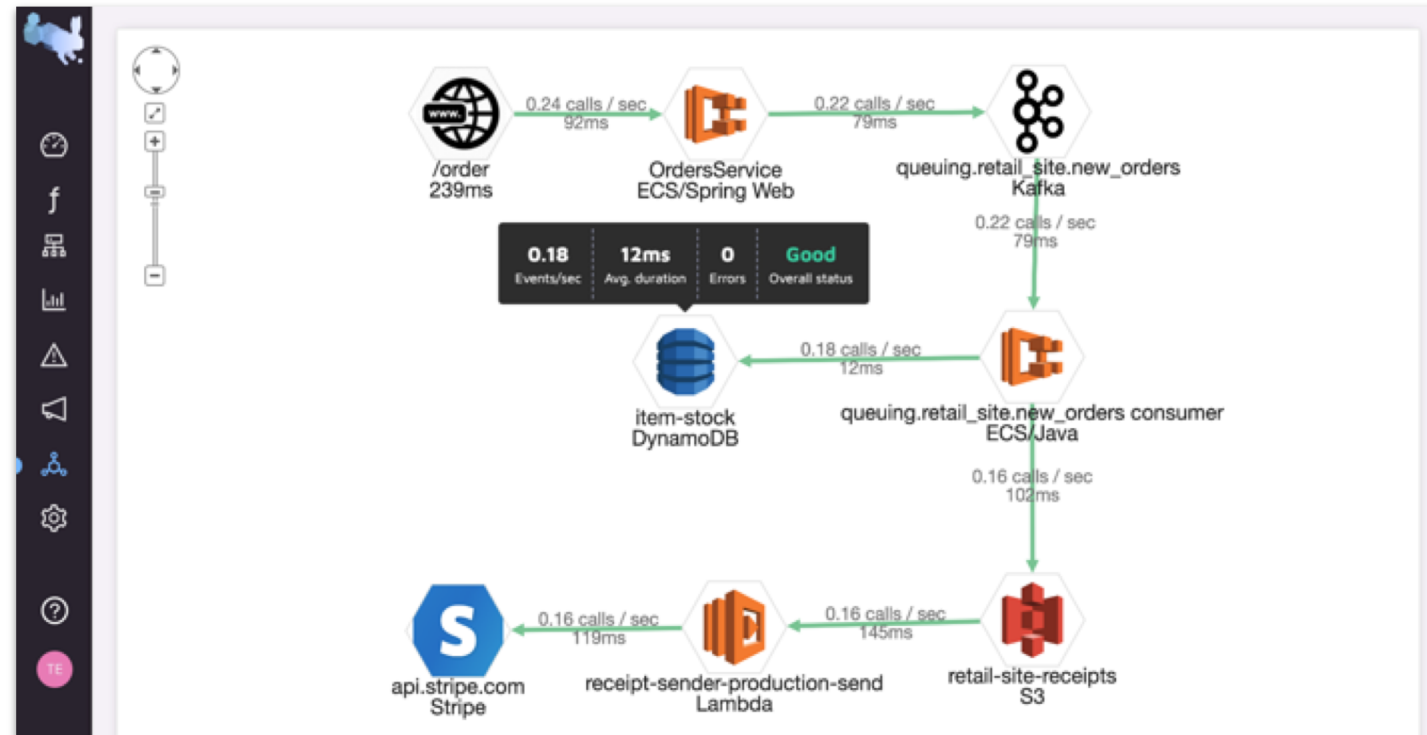 www.
0.24 calls / sec
92ms
0.22 calls / sec
79ms
/order
239ms
OrdersService
ECS/Spring Web
queuing.retail_site.new_orders
Kafka
0.22 calls / sec
79ms
0.18
12ms
0
Good
Events/sec
Avg. duration
Errors
Overall status
0.18 calls / sec
12ms
item-stock
DynamoDB
queuing.retail_site.new_orders consumer
ECS/Java
0.16 calls / sec
102ms
S
0.16 calls / sec
119ms
0.16 calls / sec
145ms
api.stripe.com
Stripe
receipt-sender-production-send
Lambda
retail-site-receipts
S3
TE